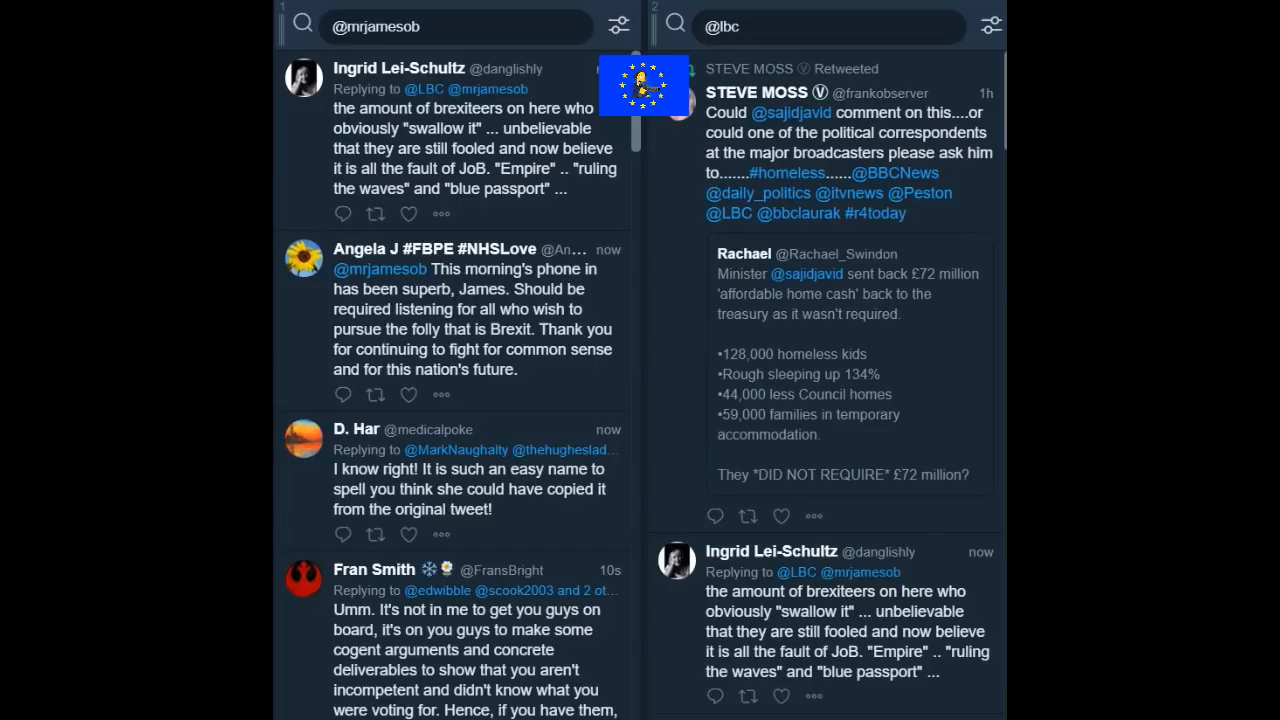 1
@mrjamesob
Ingrid Lei-Schultz @danglishly
Replying to @LBC @mrjamesob
the amount of brexiteers on here who
obviously "swallow it" ... unbelievable
that they are still fooled and now believe
it is all the fault of JoB. "Empire" .. "ruling
the waves" and "blue passport" ...
Angela J #FBPE #NHSLove @An... now
@mrjamesob This morning's phone in
has been superb, James. Should be
required listening for all who wish to
pursue the folly that is Brexit. Thank you
for continuing to fight for common sense
and for this nation's future.
D. Har @medicalpoke now
Replying to @MarkNaughalty @thehugheslad...
I know right! It is such an easy name to
spell you think she could have copied it
from the original tweet!
Fran Smith @FransBright 10s
Replying to @edwibble @scook2003 and 2 ot...
Umm. It's not in me to get you guys on
board, it's on you guys to make some
cogent arguments and concrete
deliverables to show that you aren't
incompetent and didn't know what you
were voting for. Hence, if you have them,
2
@lbc
STEVE MOSS Ⓥ Retweeted
STEVE MOSS Ⓥ @frankobserver 1h
Could @sajidjavid comment on this....or
could one of the political correspondents
at the major broadcasters please ask him
to.......#homeless......@BBCNews
@daily_politics @itvnews @Peston
@LBC @bbclaurak #r4today
Rachael @Rachael_Swindon
Minister @sajidjavid sent back £72 million
'affordable home cash' back to the
treasury as it wasn't required.
•128,000 homeless kids
•Rough sleeping up 134%
•44,000 less Council homes
•59,000 families in temporary
accommodation.
They *DID NOT REQUIRE* £72 million?
Ingrid Lei-Schultz @danglishly now
Replying to @LBC @mrjamesob
the amount of brexiteers on here who
obviously "swallow it" ... unbelievable
that they are still fooled and now believe
it is all the fault of JoB. "Empire" .. "ruling
the waves" and "blue passport" ...